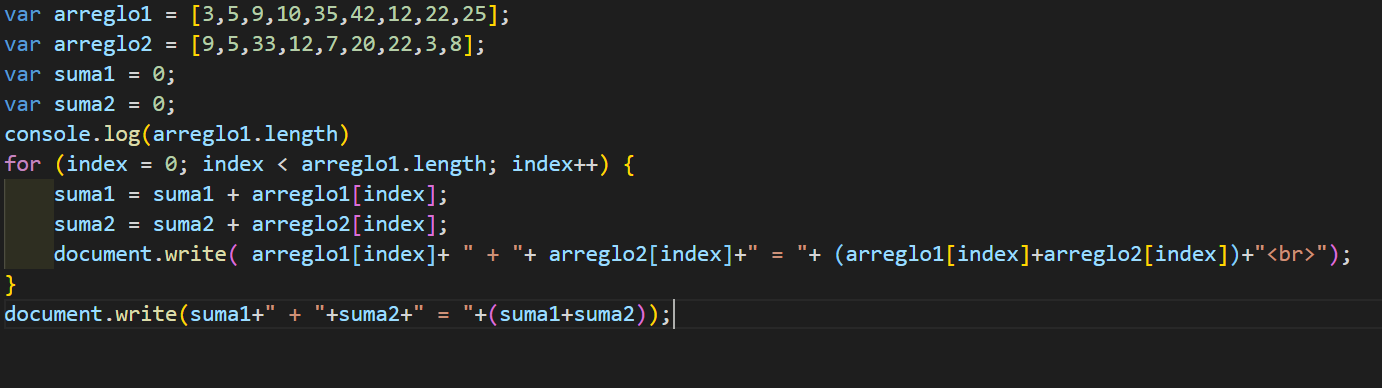 var arreglo1 = [3,5,9,10,35,42,12,22,25];
var arreglo2 = [9,5,33,12,7,20,22,3,8];
var suma1 = 0;
var suma2 = 0;
console.log(arreglo1.length)
for (index = 0; index < arreglo1.length; index++) {
    suma1 = suma1 + arreglo1[index];
    suma2 = suma2 + arreglo2[index];
    document.write( arreglo1[index]+ " + "+ arreglo2[index]+" = "+ (arreglo1[index]+arreglo2[index])+"<br>");
}
document.write(suma1+" + "+suma2+" = "+(suma1+suma2));